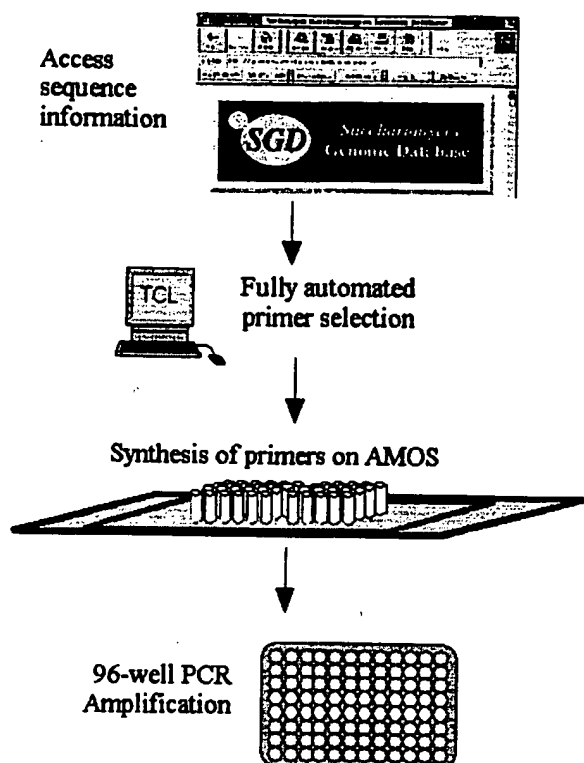 Access
sequence
information
SGD
Saccharomyces
Genomic Database
TCL
Fully automated
primer selection
Synthesis of primers on AMOS
96-well PCR
Amplification